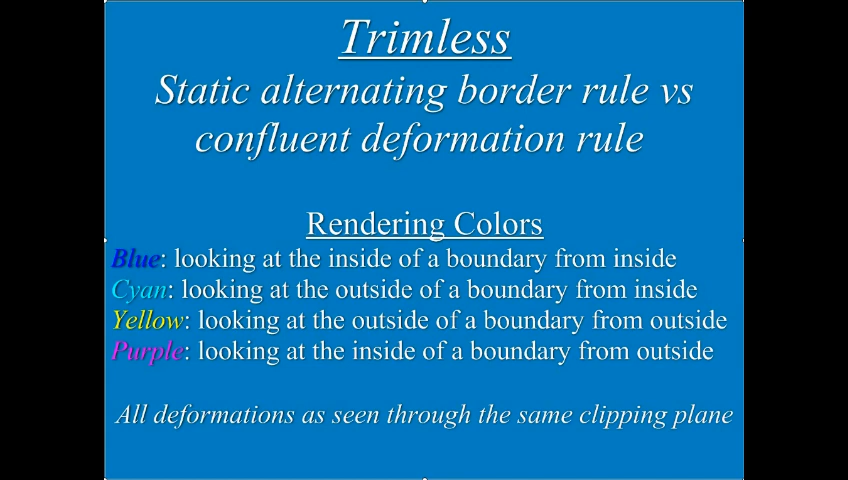 Trimless
Static alternating border rule vs
confluent deformation rule
Rendering Colors
Blue: looking at the inside of a boundary from inside
Cyan: looking at the outside of a boundary from inside
Yellow: looking at the outside of a boundary from outside
Purple: looking at the inside of a boundary from outside
All deformations as seen through the same clipping plane